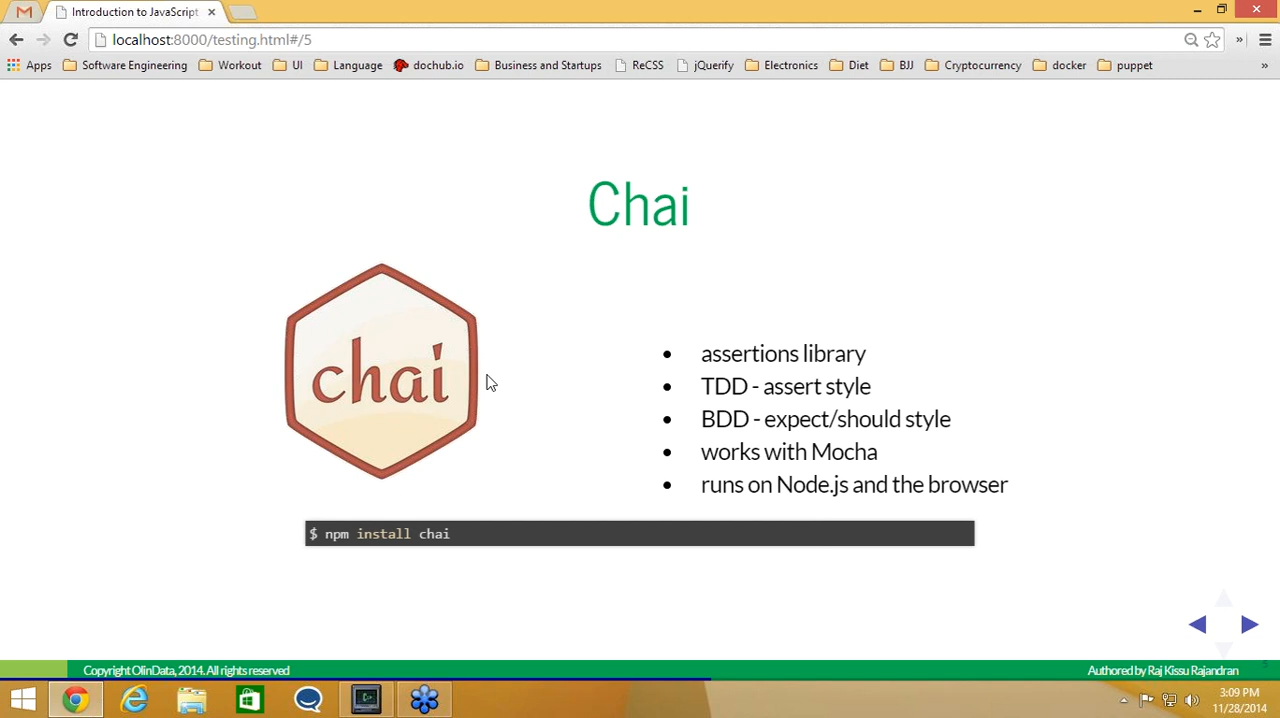 Introduction to JavaScript
localhost:8000/testing.html#/5
Apps Software Engineering Workout UI Language dochub.io Business and Startups ReCSS jQuerify Electronics Diet BJJ Cryptocurrency docker puppet
Chai
chai
• assertions library
• TDD - assert style
• BDD - expect/should style
• works with Mocha
• runs on Node.js and the browser
$ npm install chai
5
Copyright OlinData, 2014. All rights reserved
Authored by Raj Kissu Rajandran
3:09 PM
11/28/2014